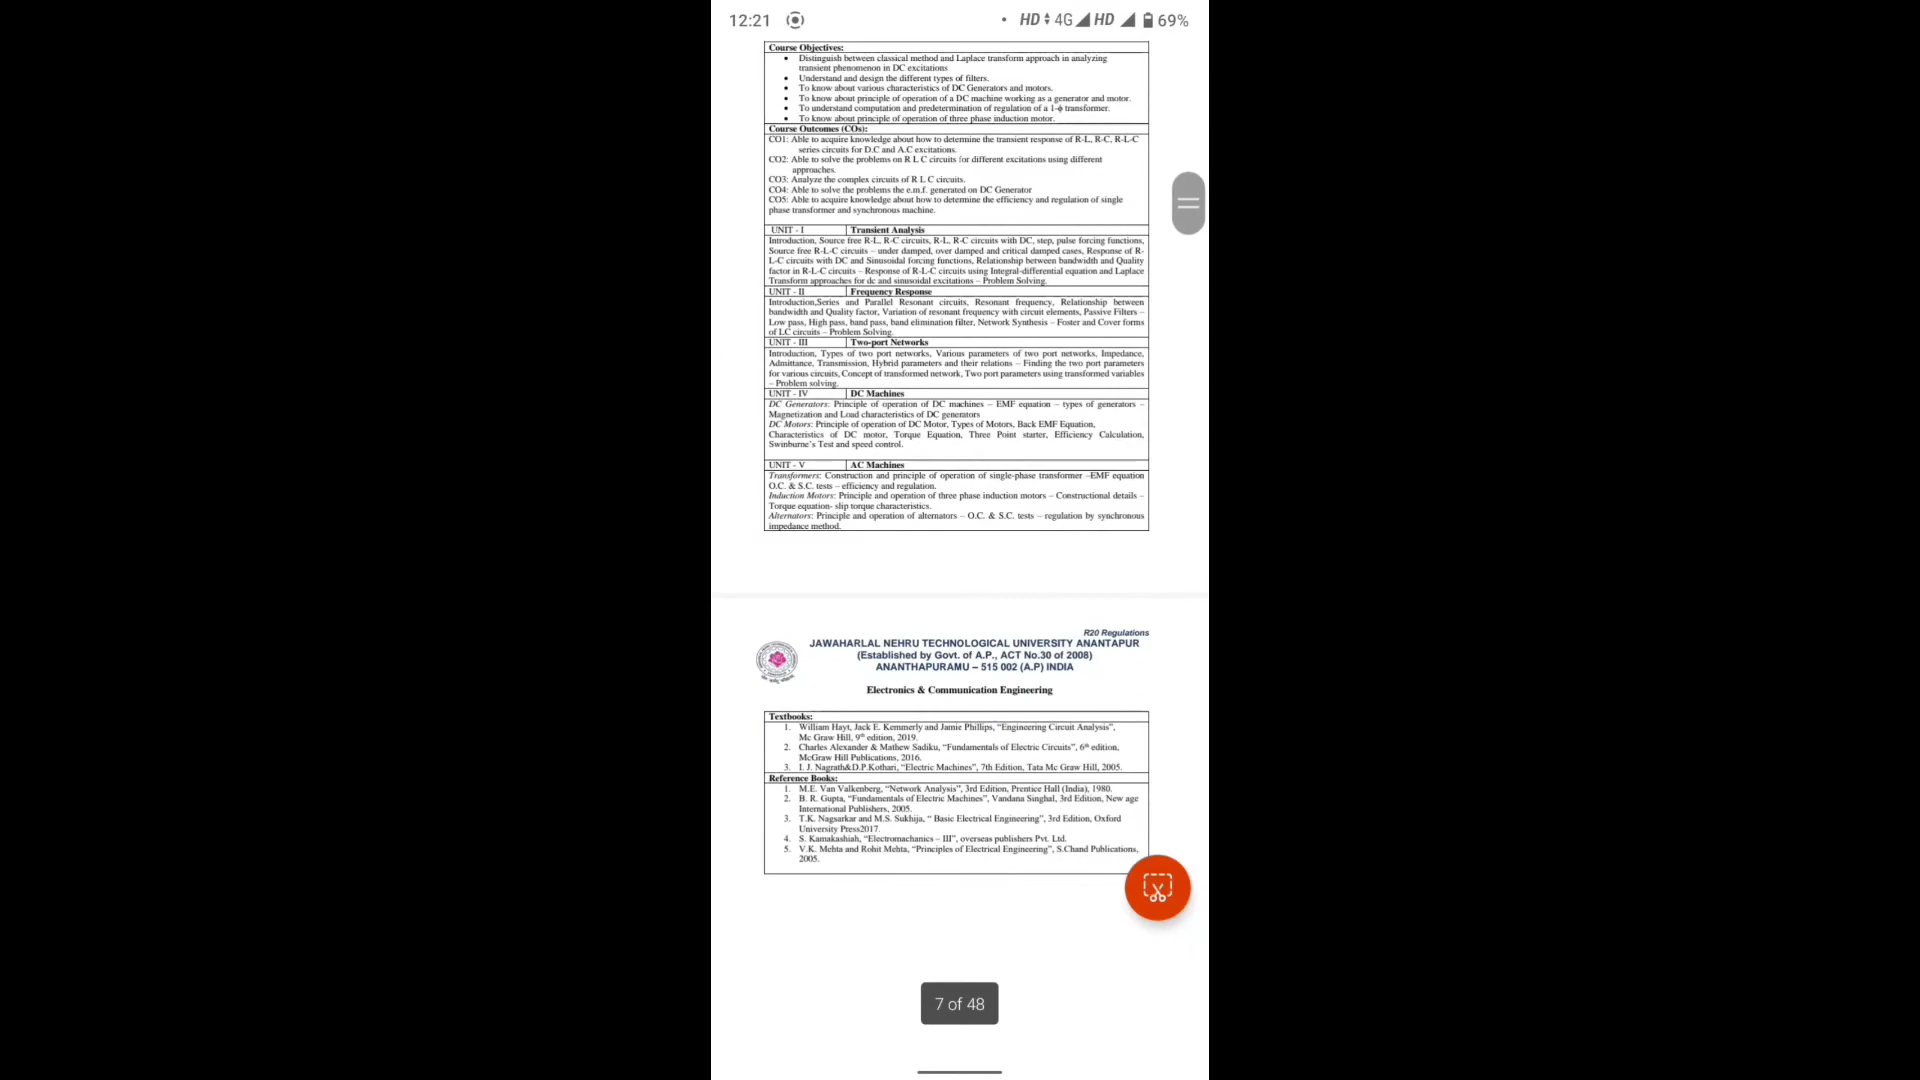 12:21 HD 4G HD 69%
Course Objectives:
• Distinguish between classical method and Laplace transform approach in analyzing
transient phenomenon in DC excitations
• Understand and design the different types of filters.
• To know about various characteristics of DC Generators and motors.
• To know about principle of operation of a DC machine working as a generator and motor.
• To understand computation and predetermination of regulation of a 1-ϕ transformer.
• To know about principle of operation of three phase induction motor.
Course Outcomes (COs):
CO1: Able to acquire knowledge about how to determine the transient response of R-L, R-C, R-L-C
series circuits for D.C and A.C excitations.
CO2: Able to solve the problems on R L C circuits for different excitations using different
approaches.
CO3: Analyze the complex circuits of R L C circuits.
CO4: Able to solve the problems the e.m.f. generated on DC Generator
CO5: Able to acquire knowledge about how to determine the efficiency and regulation of single
phase transformer and synchronous machine.
UNIT - I Transient Analysis
Introduction, Source free R-L, R-C circuits, R-L, R-C circuits with DC, step, pulse forcing functions,
Source free R-L-C circuits – under damped, over damped and critical damped cases, Response of R-
L-C circuits with DC and Sinusoidal forcing functions, Relationship between bandwidth and Quality
factor in R-L-C circuits – Response of R-L-C circuits using Integral-differential equation and Laplace
Transform approaches for dc and sinusoidal excitations – Problem Solving.
UNIT - II Frequency Response
Introduction,Series and Parallel Resonant circuits, Resonant frequency, Relationship between
bandwidth and Quality factor, Variation of resonant frequency with circuit elements, Passive Filters –
Low pass, High pass, band pass, band elimination filter, Network Synthesis – Foster and Cover forms
of LC circuits – Problem Solving.
UNIT - III Two-port Networks
Introduction, Types of two port networks, Various parameters of two port networks, Impedance,
Admittance, Transmission, Hybrid parameters and their relations – Finding the two port parameters
for various circuits, Concept of transformed network, Two port parameters using transformed variables
– Problem solving.
UNIT - IV DC Machines
DC Generators: Principle of operation of DC machines – EMF equation – types of generators –
Magnetization and Load characteristics of DC generators
DC Motors: Principle of operation of DC Motor, Types of Motors, Back EMF Equation,
Characteristics of DC motor, Torque Equation, Three Point starter, Efficiency Calculation,
Swinburne's Test and speed control.
UNIT - V AC Machines
Transformers: Construction and principle of operation of single-phase transformer –EMF equation
O.C. & S.C. tests – efficiency and regulation.
Induction Motors: Principle and operation of three phase induction motors – Constructional details –
Torque equation- slip torque characteristics.
Alternators: Principle and operation of alternators – O.C. & S.C. tests – regulation by synchronous
impedance method.
R20 Regulations
JAWAHARLAL NEHRU TECHNOLOGICAL UNIVERSITY ANANTAPUR
(Established by Govt. of A.P., ACT No.30 of 2008)
ANANTHAPURAMU – 515 002 (A.P) INDIA
Electronics & Communication Engineering
Textbooks:
1. William Hayt, Jack E. Kemmerly and Jamie Phillips, "Engineering Circuit Analysis",
Mc Graw Hill, 9th edition, 2019.
2. Charles Alexander & Mathew Sadiku, "Fundamentals of Electric Circuits", 6th edition,
McGraw Hill Publications, 2016.
3. I. J. Nagrath&D.P.Kothari, "Electric Machines", 7th Edition, Tata Mc Graw Hill, 2005.
Reference Books:
1. M.E. Van Valkenberg, "Network Analysis", 3rd Edition, Prentice Hall (India), 1980.
2. B. R. Gupta, "Fundamentals of Electric Machines", Vandana Singhal, 3rd Edition, New age
International Publishers, 2005.
3. T.K. Nagsarkar and M.S. Sukhija, " Basic Electrical Engineering", 3rd Edition, Oxford
University Press2017.
4. S. Kamakashiah, "Electromachanics – III", overseas publishers Pvt. Ltd.
5. V.K. Mehta and Rohit Mehta, "Principles of Electrical Engineering", S.Chand Publications,
2005.
7 of 48